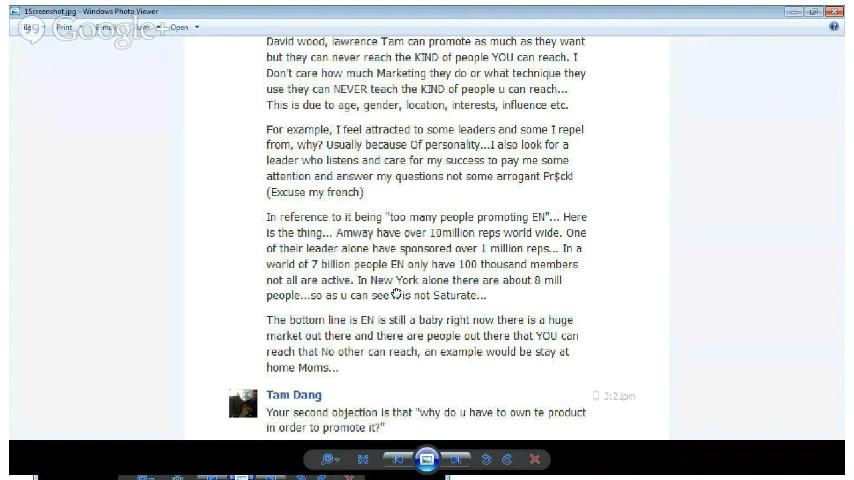 1Screenshot.jpg - Windows Photo Viewer
Print
Open
Google+
David wood, lawrence Tam can promote as much as they want
but they can never reach the KIND of people YOU can reach. I
Don't care how much Marketing they do or what technique they
use they can NEVER teach the KIND of people u can reach...
This is due to age, gender, location, interests, influence etc.
For example, I feel attracted to some leaders and some I repel
from, why? Usually because Of personality...I also look for a
leader who listens and care for my success to pay me some
attention and answer my questions not some arrogant Pr$ck!
(Excuse my french)
In reference to it being "too many people promoting EN"... Here
is the thing... Amway have over 10million reps world wide. One
of their leader alone have sponsored over 1 million reps... In a
world of 7 billion people EN only have 100 thousand members
not all are active. In New York alone there are about 8 mill
people...so as u can see is not Saturate...
The bottom line is EN is still a baby right now there is a huge
market out there and there are people out there that YOU can
reach that No other can reach, an example would be stay at
home Moms...
Tam Dang
3:21pm
Your second objection is that "why do u have to own te product
in order to promote it?"